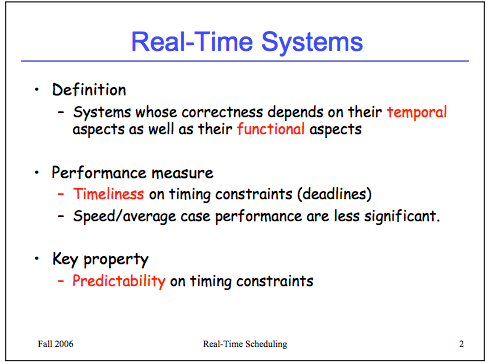 Real-Time Systems
• Definition
– Systems whose correctness depends on their temporal
aspects as well as their functional aspects
• Performance measure
– Timeliness on timing constraints (deadlines)
– Speed/average case performance are less significant.
• Key property
– Predictability on timing constraints
Fall 2006
Real-Time Scheduling
2